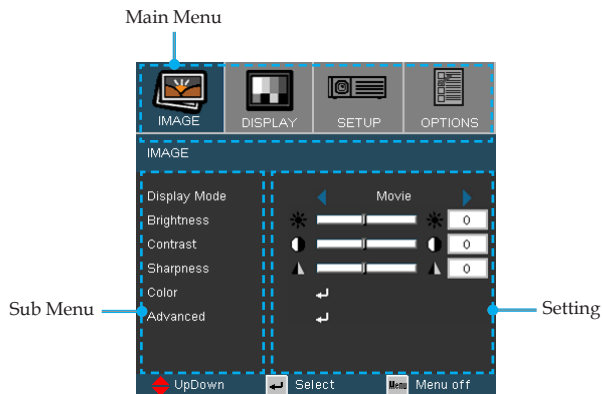 Main Menu
IMAGE DISPLAY SETUP OPTIONS
IMAGE
Display Mode Movie
Brightness 0
Contrast 0
Sharpness 0
Color
Sub Menu Setting
Advanced
UpDown Select Menu Menu off